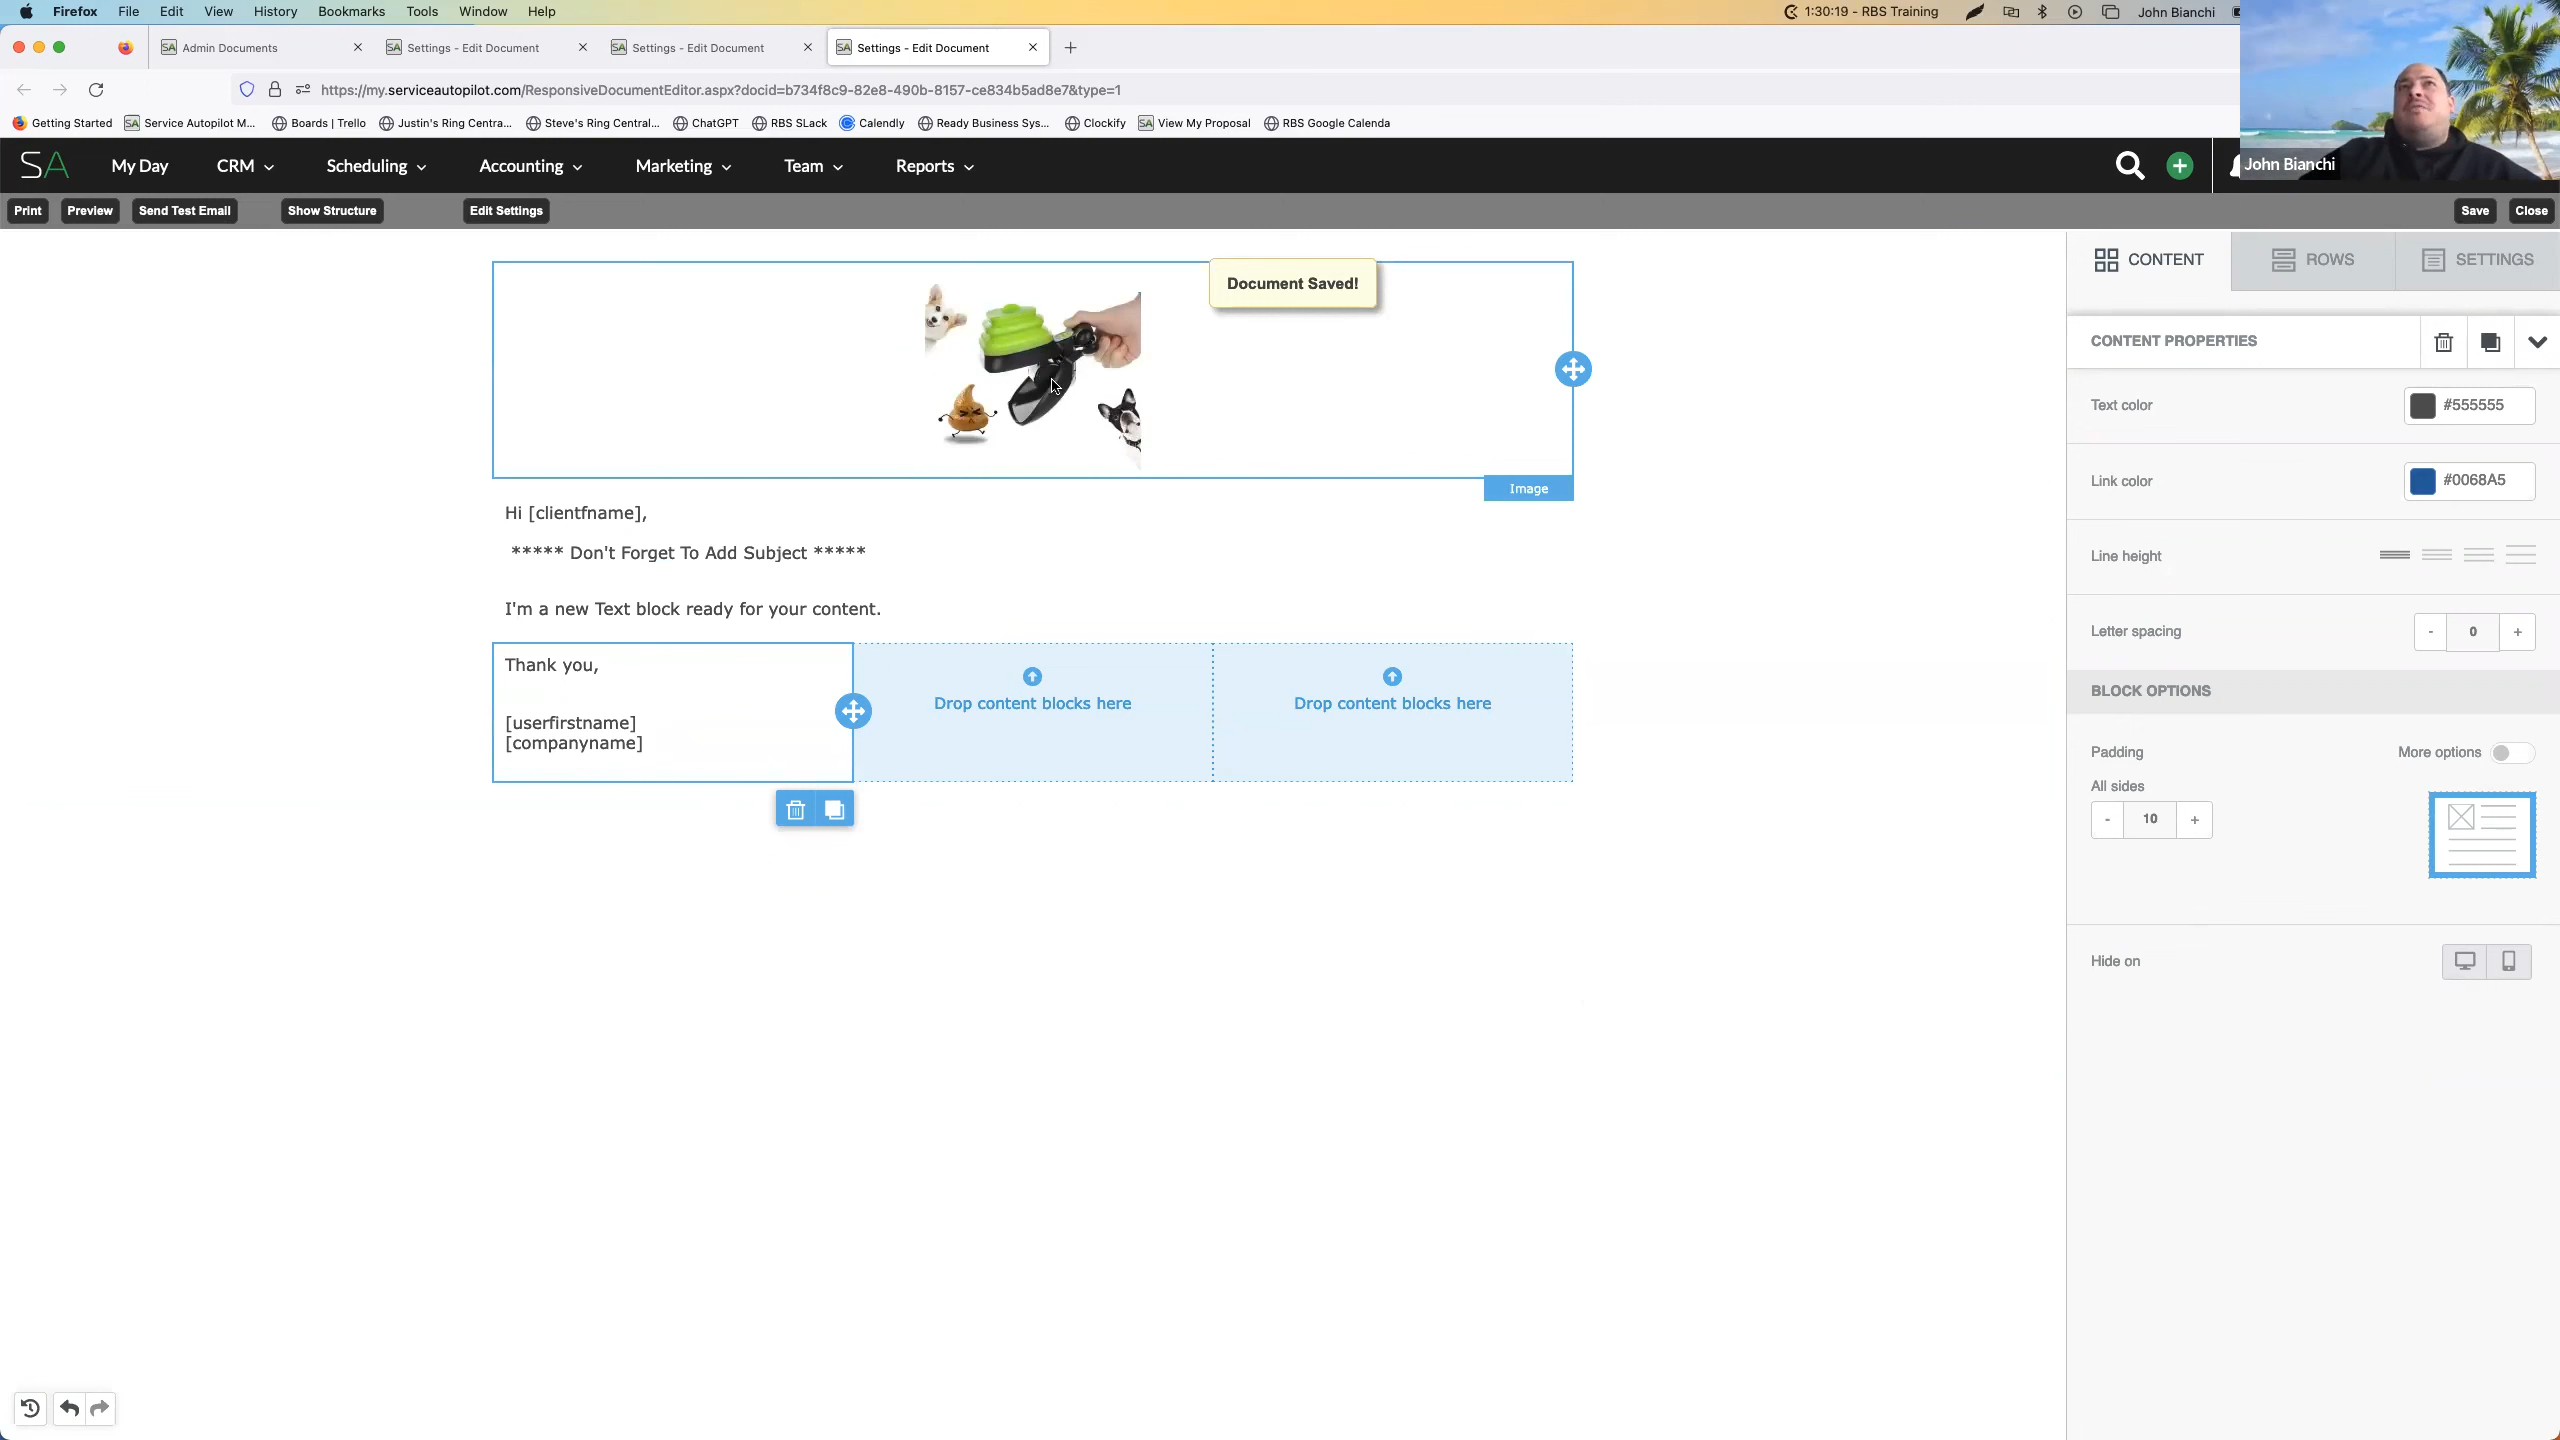 Firefox File Edit View History Bookmarks Tools Window Help 1:30:19 - RBS Training John Bianchi
SA Admin Documents SA Settings - Edit Document SA Settings - Edit Document SA Settings - Edit Document
https://my.serviceautopilot.com/ResponsiveDocumentEditor.aspx?docid=b734f8c9-82e8-490b-8157-ce834b5ad8e7&type=1
Getting Started SA Service Autopilot M... Boards | Trello Justin's Ring Centra... Steve's Ring Central... ChatGPT RBS SLack Calendly Ready Business Sys... Clockify SA View My Proposal RBS Google Calenda
SA My Day CRM Scheduling Accounting Marketing Team Reports John Bianchi
Print Preview Send Test Email Show Structure Edit Settings Save Close
CONTENT ROWS SETTINGS
Document Saved!
CONTENT PROPERTIES
Text color #555555
Link color #0068A5
Image
Hi [clientfname],
***** Don't Forget To Add Subject *****
Line height
I'm a new Text block ready for your content.
Letter spacing - 0 +
Thank you,
BLOCK OPTIONS
Drop content blocks here Drop content blocks here
[userfirstname]
[companyname]
Padding More options
All sides
- 10 +
Hide on